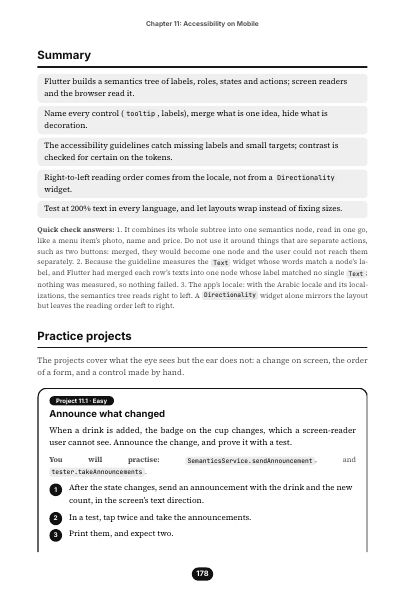 Chapter 11: Accessibility on Mobile
Summary
Flutter builds a semantics tree of labels, roles, states and actions; screen readers
and the browser read it.
Name every control ( tooltip , labels), merge what is one idea, hide what is
decoration.
The accessibility guidelines catch missing labels and small targets; contrast is
checked for certain on the tokens.
Right-to-left reading order comes from the locale, not from a Directionality
widget.
Test at 200% text in every language, and let layouts wrap instead of fixing sizes.
Quick check answers: 1. It combines its whole subtree into one semantics node, read in one go,
like a menu item's photo, name and price. Do not use it around things that are separate actions,
such as two buttons: merged, they would become one node and the user could not reach them
separately. 2. Because the guideline measures the Text widget whose words match a node's la-
bel, and Flutter had merged each row's texts into one node whose label matched no single Text ;
nothing was measured, so nothing failed. 3. The app's locale: with the Arabic locale and its local-
izations, the semantics tree reads right to left. A Directionality widget alone mirrors the layout
but leaves the reading order left to right.
Practice projects
The projects cover what the eye sees but the ear does not: a change on screen, the order
of a form, and a control made by hand.
Project 11.1 · Easy
Announce what changed
When a drink is added, the badge on the cup changes, which a screen-reader
user cannot see. Announce the change, and prove it with a test.
You will practise: SemanticsService.sendAnnouncement , and
tester.takeAnnouncements .
1 After the state changes, send an announcement with the drink and the new
count, in the screen's text direction.
2 In a test, tap twice and take the announcements.
3 Print them, and expect two.
178